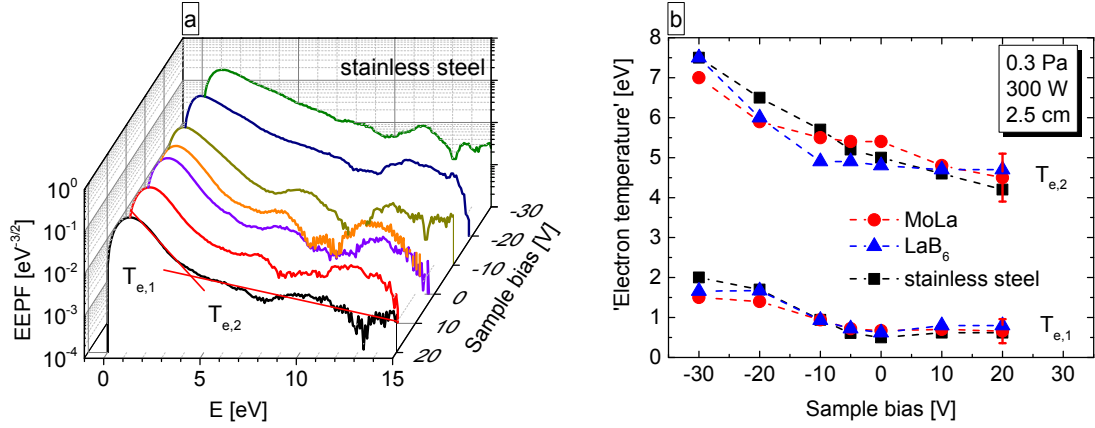 a
stainless steel
10^0
10^-1
10^-2
10^-3
10^-4
EEPF [eV^-3/2]
T_e,1
T_e,2
0
5
10
15
E [eV]
20
10
0
-10
-20
-30
Sample bias [V]
b
8
7
6
5
4
3
2
1
0
'Electron temperature' [eV]
0.3 Pa
300 W
2.5 cm
T_e,2
MoLa
LaB_6
stainless steel
T_e,1
-30
-20
-10
0
10
20
30
Sample bias [V]